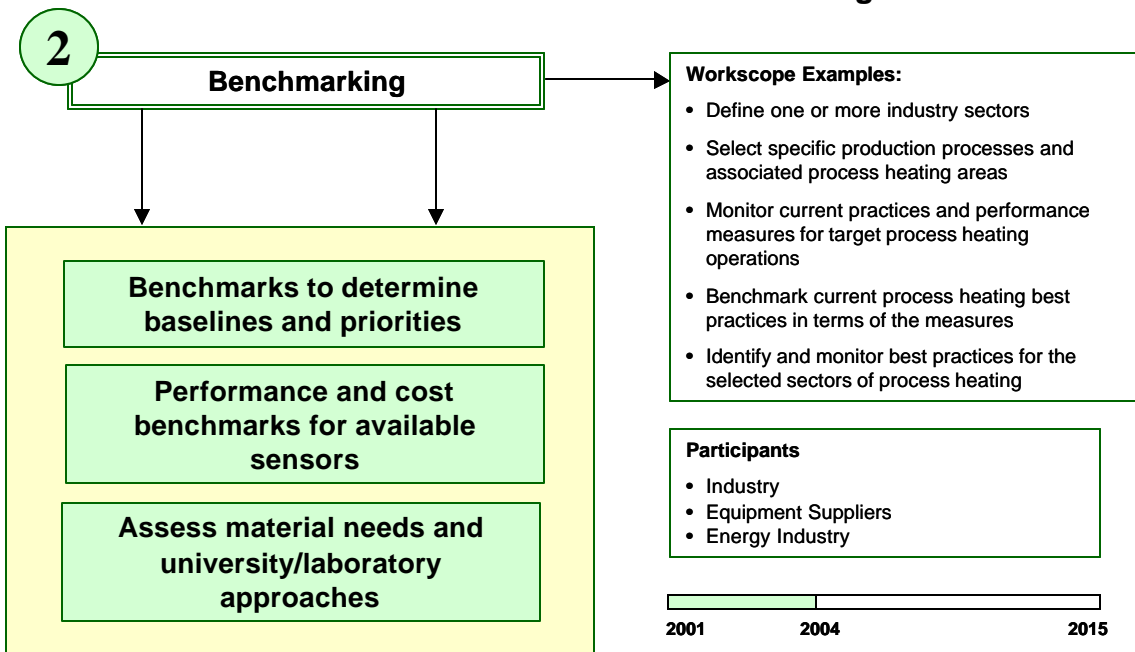 2
Benchmarking
Benchmarks to determine
baselines and priorities
Performance and cost
benchmarks for available
sensors
Assess material needs and
university/laboratory
approaches
Workscope Examples:
• Define one or more industry sectors
• Select specific production processes and
associated process heating areas
• Monitor current practices and performance
measures for target process heating
operations
• Benchmark current process heating best
practices in terms of the measures
• Identify and monitor best practices for the
selected sectors of process heating
Participants
• Industry
• Equipment Suppliers
• Energy Industry
2001 2004 2015